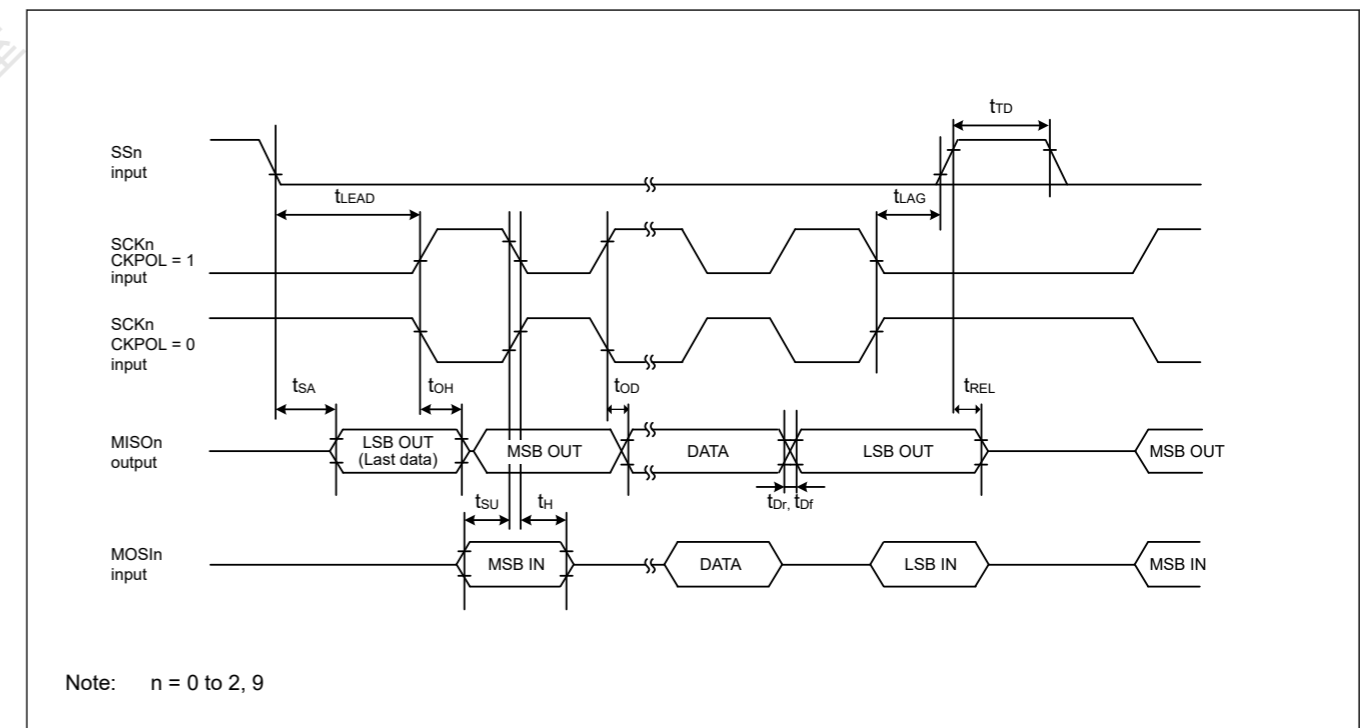 tTD
SSn
input
tLEAD
tLAG
SCKn
CKPOL = 1
input
SCKn
CKPOL = 0
input
tSA
tOH
tOD
tREL
MISOn
output
LSB OUT
(Last data)
MSB OUT
DATA
LSB OUT
MSB OUT
tSU
tH
tDr, tDf
MOSIn
input
MSB IN
DATA
LSB IN
MSB IN
Note: n = 0 to 2, 9